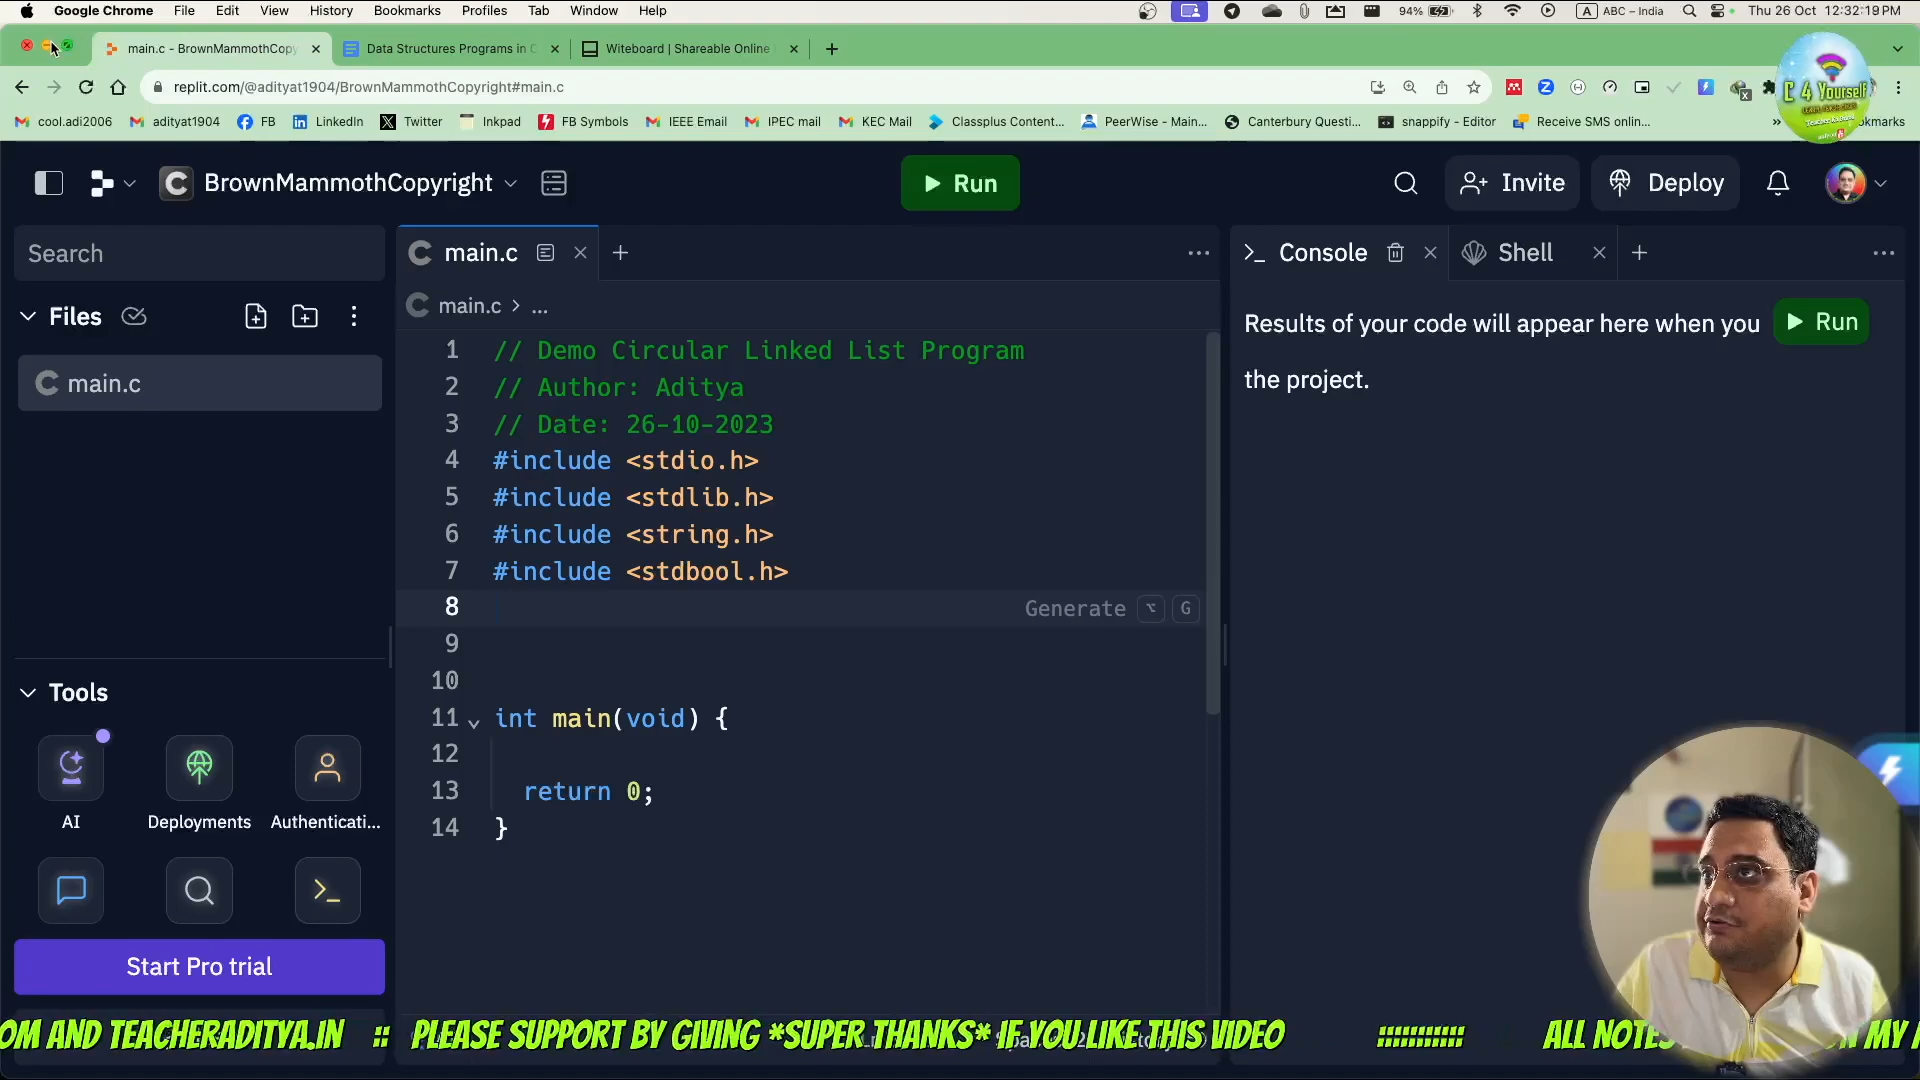 Google Chrome File Edit View History Bookmarks Profiles Tab Window Help 94% A ABC – India Thu 26 Oct 12:32:19 PM
main.c - BrownMammothCopy Data Structures Programs in C Witeboard | Shareable Online
replit.com/@adityat1904/BrownMammothCopyright#main.c
C 4 Yourself
cool.adi2006 adityat1904 FB LinkedIn Twitter Inkpad FB Symbols IEEE Email IPEC mail KEC Mail Classplus Content... PeerWise - Main... Canterbury Questi... snappify - Editor Receive SMS onlin... »
BrownMammothCopyright Run Invite Deploy
Search
Files
main.c
Tools
AI Deployments Authenticati...
Start Pro trial
main.c
main.c > ...
1 // Demo Circular Linked List Program
2 // Author: Aditya
3 // Date: 26-10-2023
4 #include <stdio.h>
5 #include <stdlib.h>
6 #include <string.h>
7 #include <stdbool.h>
8 Generate ⌥ G
9
10
11 int main(void) {
12
13 return 0;
14 }
Console Shell
Results of your code will appear here when you Run
the project.
OM AND TEACHERADITYA.IN :: PLEASE SUPPORT BY GIVING *SUPER THANKS* IF YOU LIKE THIS VIDEO ::::::::::: ALL NOTES